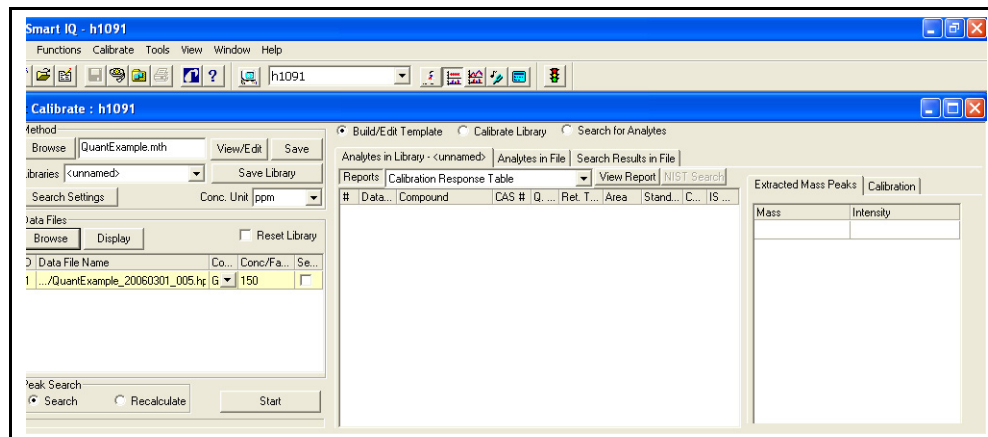 Smart IQ - h1091
Functions Calibrate Tools View Window Help
h1091
Calibrate : h1091
Method
Browse QuantExample.mth View/Edit Save
Libraries <unnamed> Save Library
Search Settings Conc. Unit ppm
Data Files
Browse Display Reset Library
ID Data File Name Co... Conc/Fa... Se...
1 .../QuantExample_20060301_005.hp G 150
Peak Search
Search Recalculate Start
Build/Edit Template Calibrate Library Search for Analytes
Analytes in Library - <unnamed> Analytes in File Search Results in File
Reports Calibration Response Table View Report NIST Search
# Data... Compound CAS # Q. ... Ret. T... Area Stand... C... IS ...
Extracted Mass Peaks Calibration
Mass Intensity